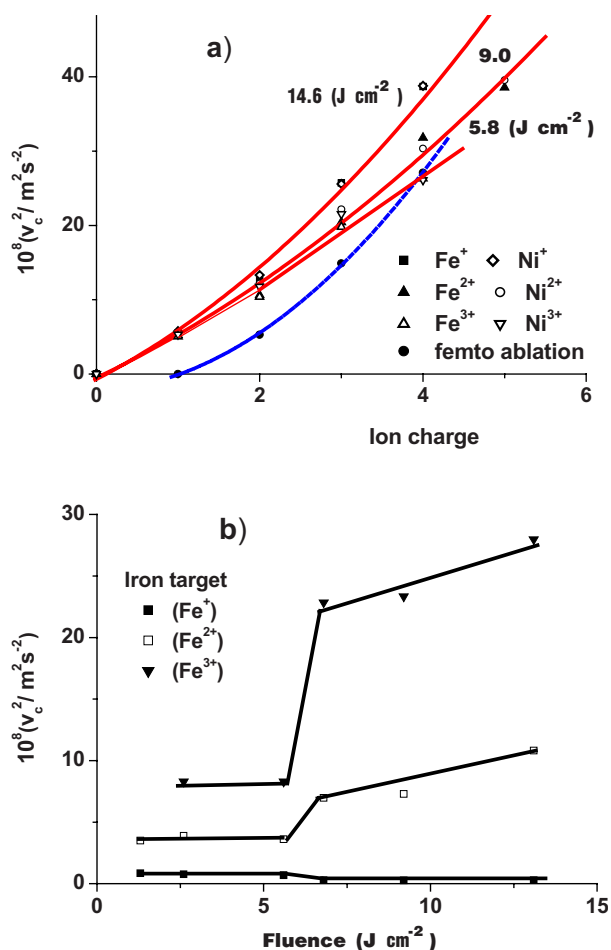 a)
14.6 (J cm⁻²)
9.0
5.8 (J cm⁻²)
40
20
0
10⁸(v_c²/ m²s⁻²)
Fe⁺ Ni⁺
Fe²⁺ Ni²⁺
Fe³⁺ Ni³⁺
femto ablation
0 2 4 6
Ion charge
b)
30
20
10
0
10⁸(v_c²/ m²s⁻²)
Iron target
(Fe⁺)
(Fe²⁺)
(Fe³⁺)
0 5 10 15
Fluence (J cm⁻²)